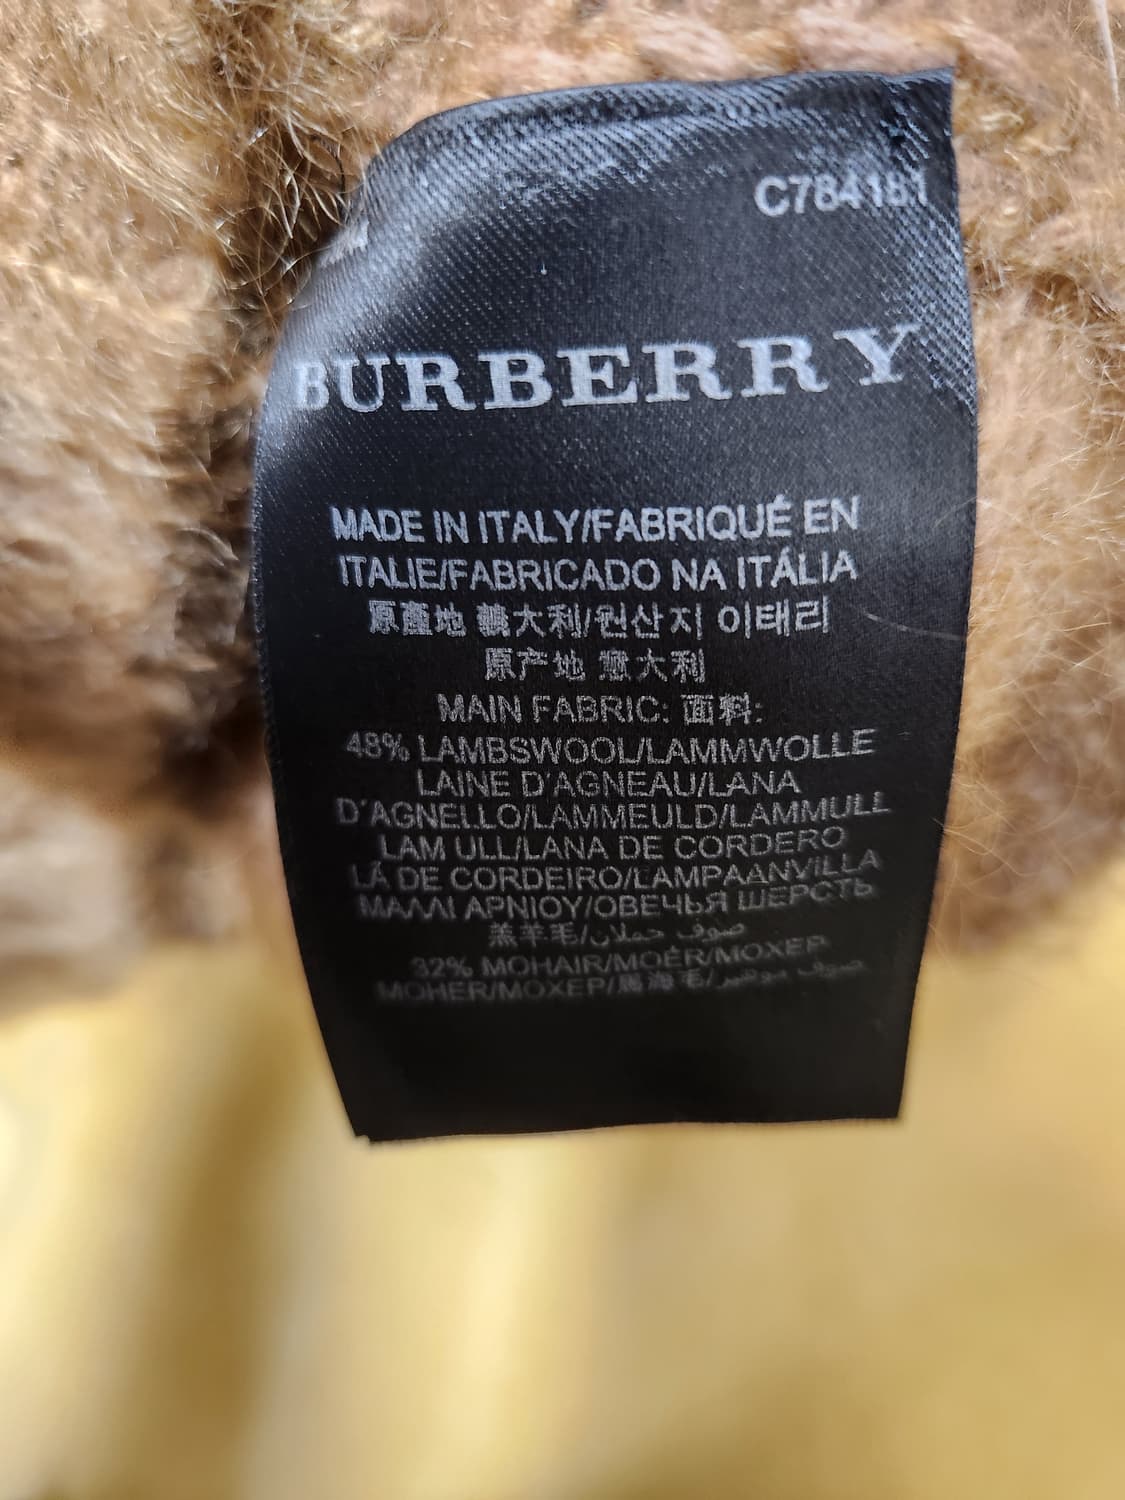 C784181
BURBERRY
MADE IN ITALY/FABRIQUÉ EN
ITALIE/FABRICADO NA ITÁLIA
原產地 義大利/원산지 이태리
原产地 意大利
MAIN FABRIC: 面料:
48% LAMBSWOOL/LAMMWOLLE
LAINE D'AGNEAU/LANA
D'AGNELLO/LAMMEULD/LAMMULL
LAM ULL/LANA DE CORDERO
LÁ DE CORDEIRO/LAMPAANVILLA
ΜΑΛΛΙ ΑΡΝΙΟΥ/ОВЕЧЬЯ ШЕРСТЬ
羔羊毛/صوف حملان
32% MOHAIR/MOÉR/MOXEP
MOHER/MOXEP/馬海毛/صوف موهير